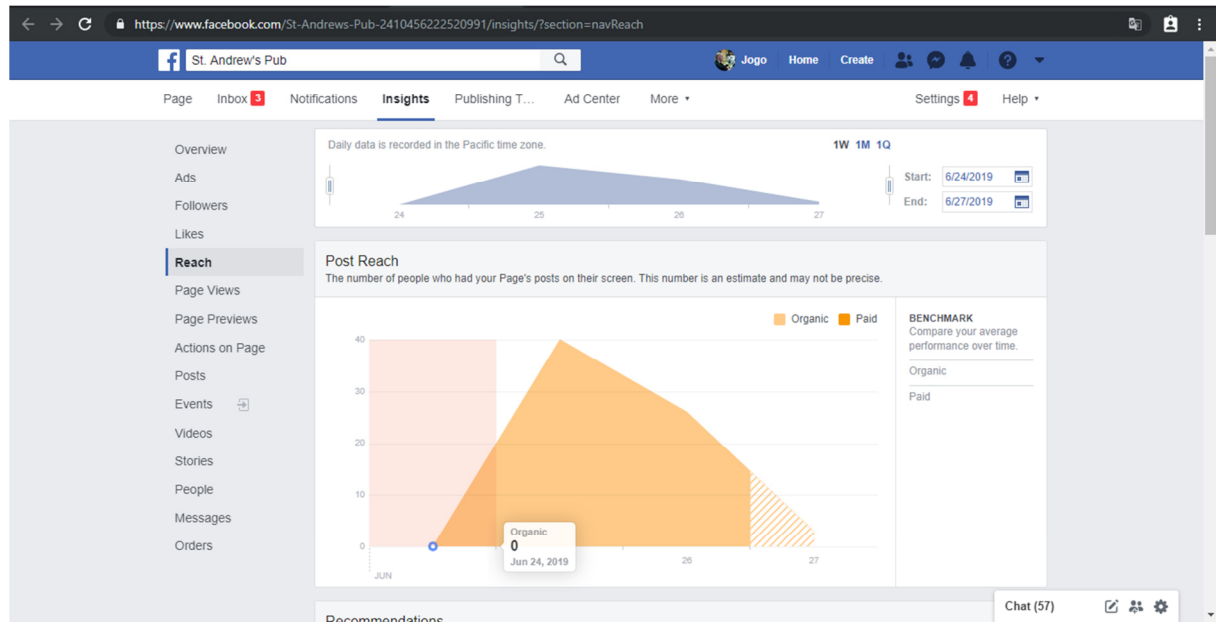 https://www.facebook.com/St-Andrews-Pub-2410456222520991/insights/?section=navReach
St. Andrew's Pub
Jogo Home Create
Page Inbox 3 Notifications Insights Publishing T... Ad Center More Settings 4 Help
Overview
Ads
Followers
Likes
Reach
Page Views
Page Previews
Actions on Page
Posts
Events
Videos
Stories
People
Messages
Orders
Daily data is recorded in the Pacific time zone.
1W 1M 1Q
Start: 6/24/2019
End: 6/27/2019
24 25 26 27
Post Reach
The number of people who had your Page's posts on their screen. This number is an estimate and may not be precise.
Organic Paid
40
30
20
10
0
Organic
0
Jun 24, 2019
26 27
JUN
BENCHMARK
Compare your average
performance over time.
Organic
Paid
Recommendations
Chat (57)